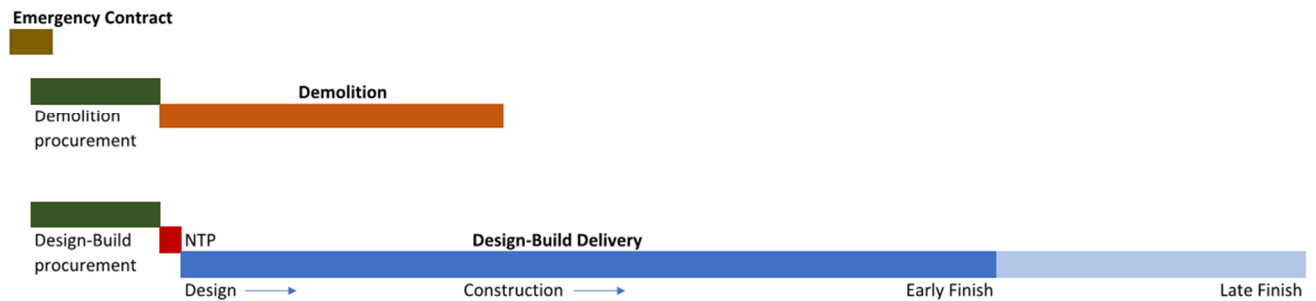 Emergency Contract
Demolition
Demolition
procurement
Design-Build
procurement
NTP
Design-Build Delivery
Design
Construction
Early Finish
Late Finish